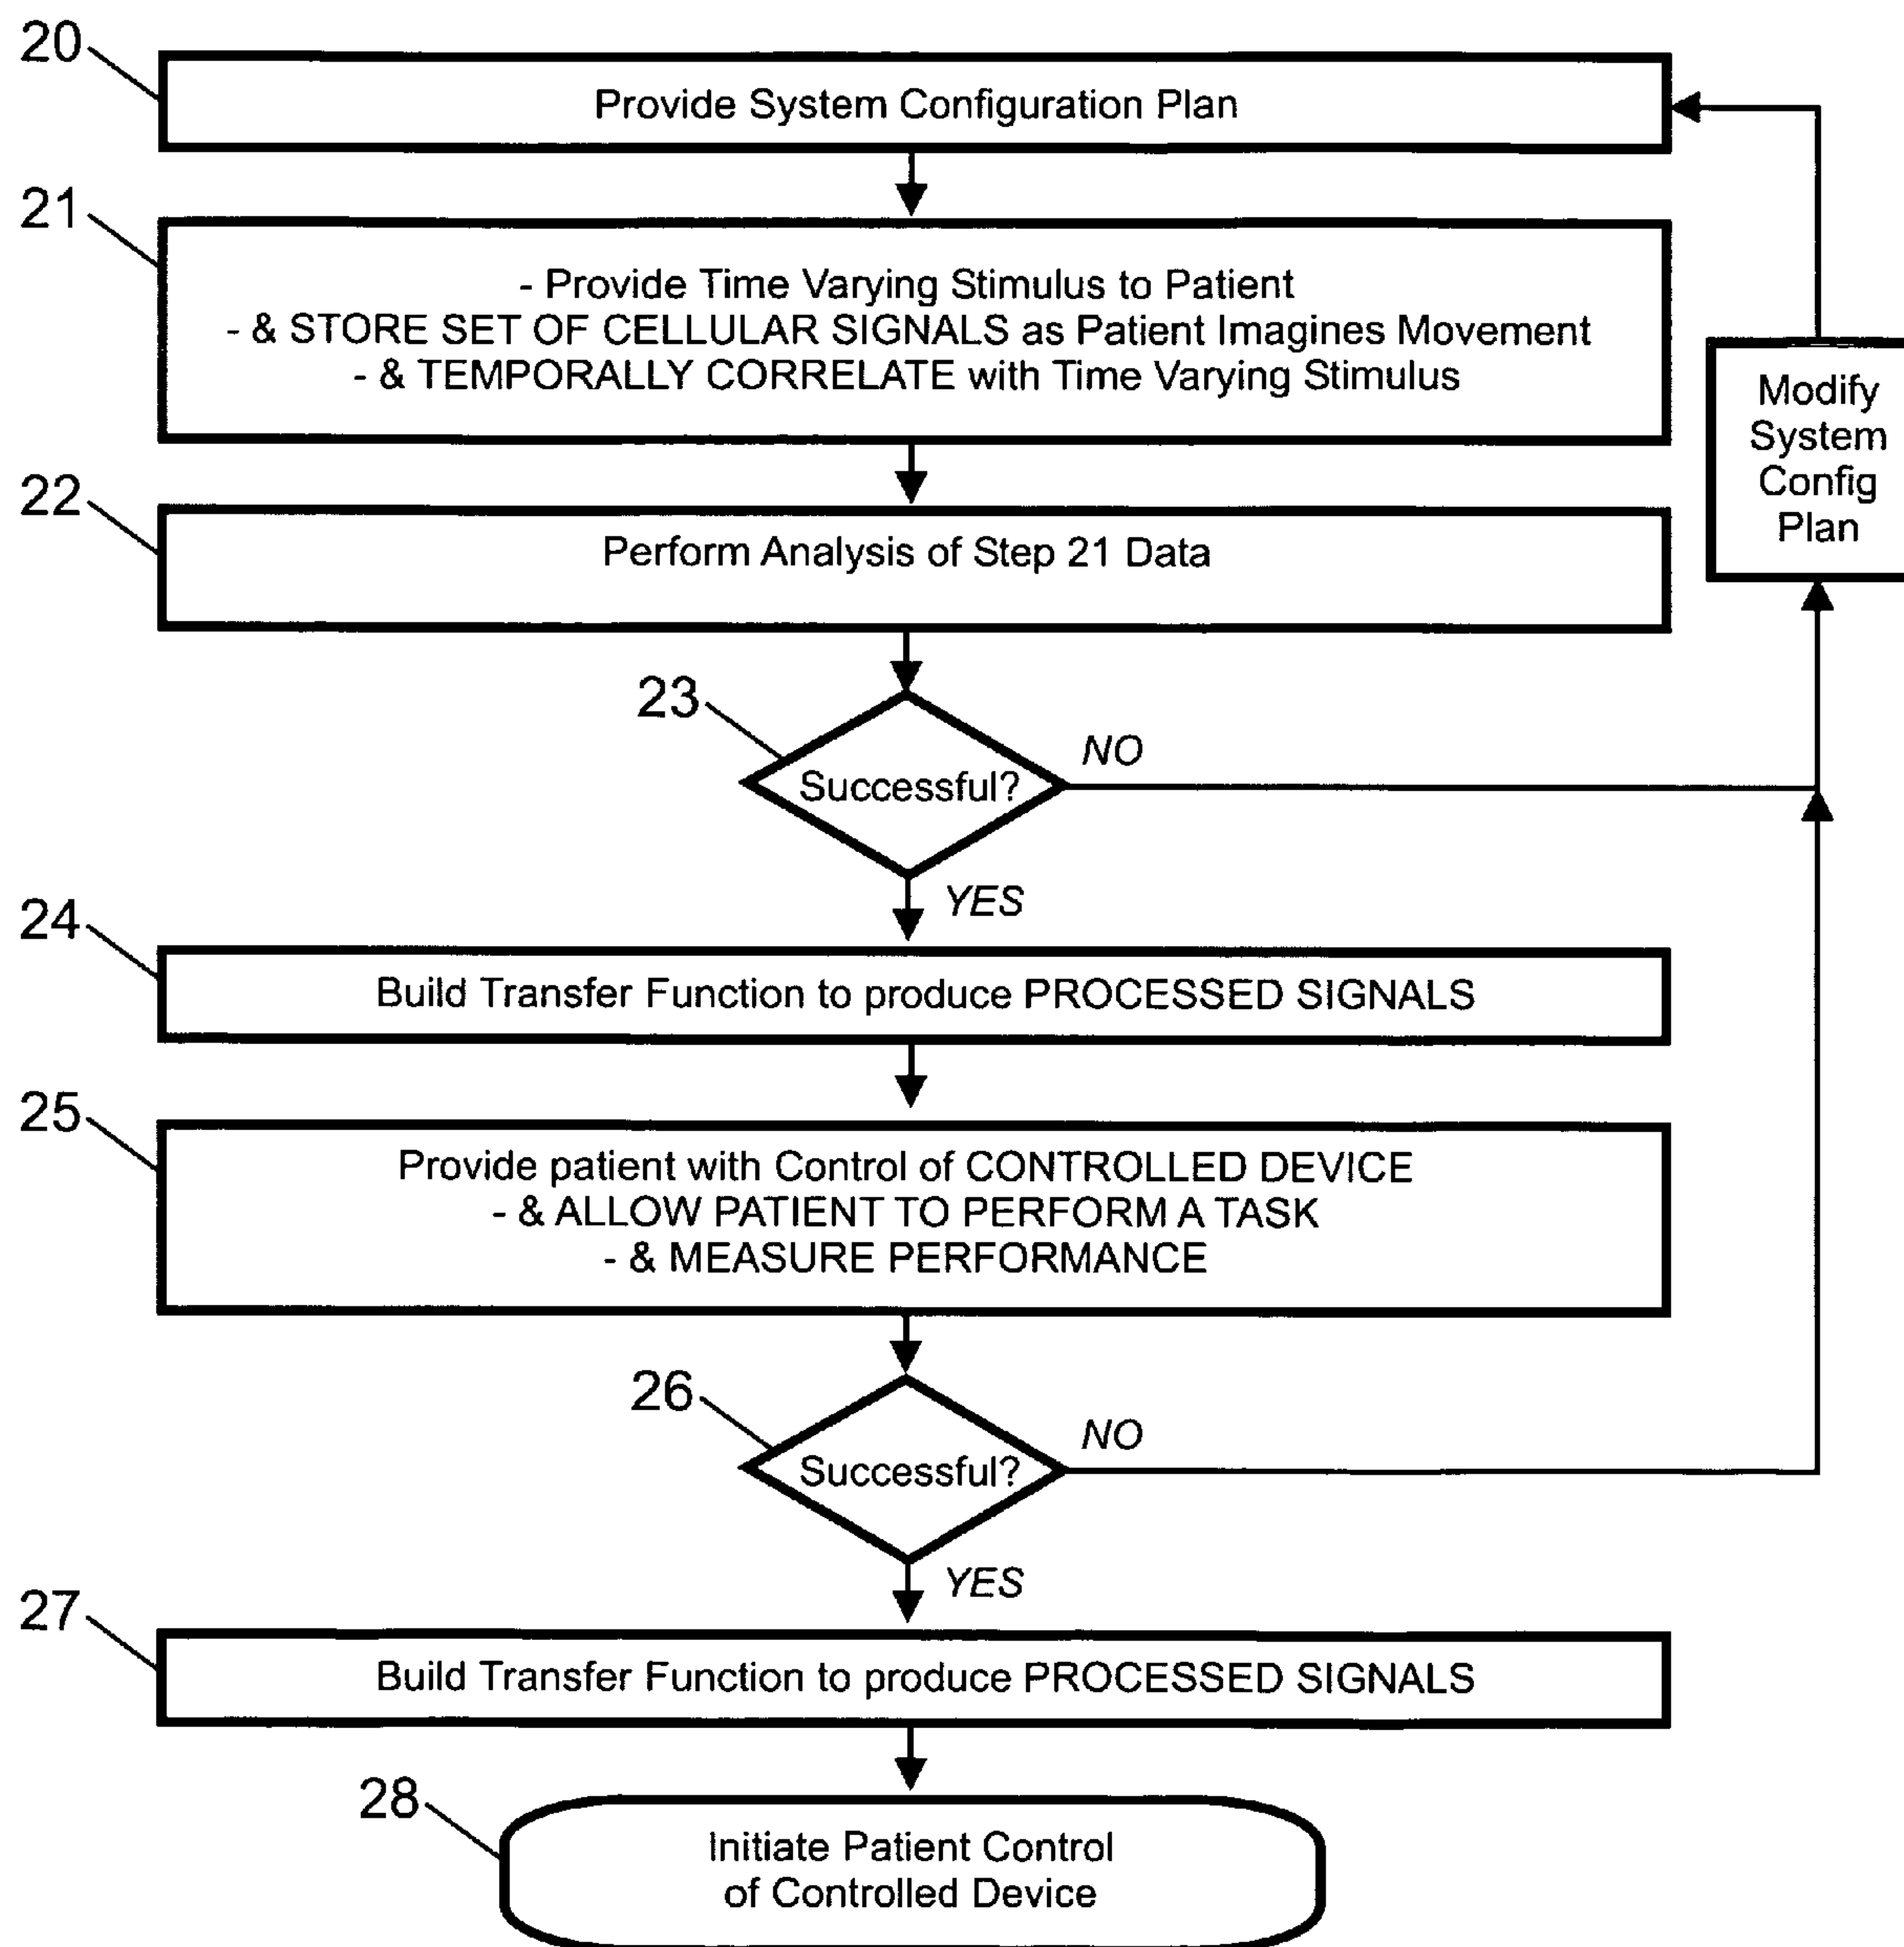 20
Provide System Configuration Plan
21
- Provide Time Varying Stimulus to Patient
- & STORE SET OF CELLULAR SIGNALS as Patient Imagines Movement
- & TEMPORALLY CORRELATE with Time Varying Stimulus
Modify
System
Config
Plan
22
Perform Analysis of Step 21 Data
23
Successful?
NO
YES
24
Build Transfer Function to produce PROCESSED SIGNALS
25
Provide patient with Control of CONTROLLED DEVICE
- & ALLOW PATIENT TO PERFORM A TASK
- & MEASURE PERFORMANCE
26
Successful?
NO
YES
27
Build Transfer Function to produce PROCESSED SIGNALS
28
Initiate Patient Control
of Controlled Device